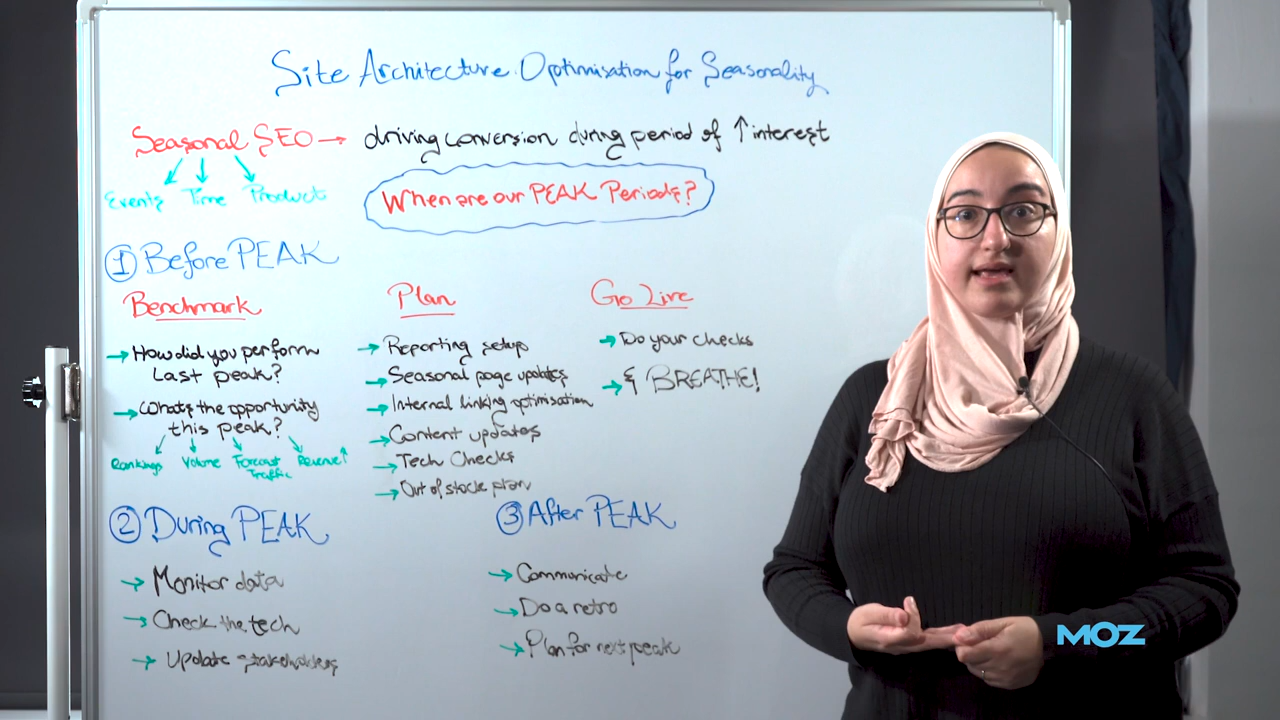 Site Architecture Optimisation for Seasonality
Seasonal SEO → driving conversion during period of ↑ interest
Events Time Product
When are our PEAK Periods?
① Before PEAK
Benchmark
→ How did you perform
last peak?
→ What's the opportunity
this peak?
Rankings Volume Forecast Traffic Revenue↑
Plan
→ Reporting setup
→ Seasonal page updates
→ Internal linking optimisation
→ Content updates
→ Tech Checks
→ Out of stock plan
Go Live
→ Do your checks
→ & BREATHE!
② During PEAK
→ Monitor data
→ Check the tech
→ Update stakeholders
③ After PEAK
→ Communicate
→ Do a retro
→ Plan for next peak
MOZ